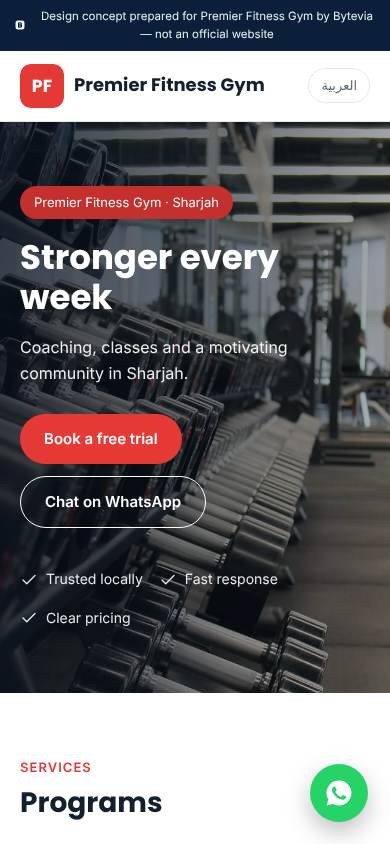 B
Design concept prepared for Premier Fitness Gym by Bytevia
— not an official website
PF
Premier Fitness Gym
العربية
Premier Fitness Gym · Sharjah
Stronger every
week
Coaching, classes and a motivating
community in Sharjah.
Book a free trial
Chat on WhatsApp
Trusted locally
Fast response
Clear pricing
SERVICES
Programs